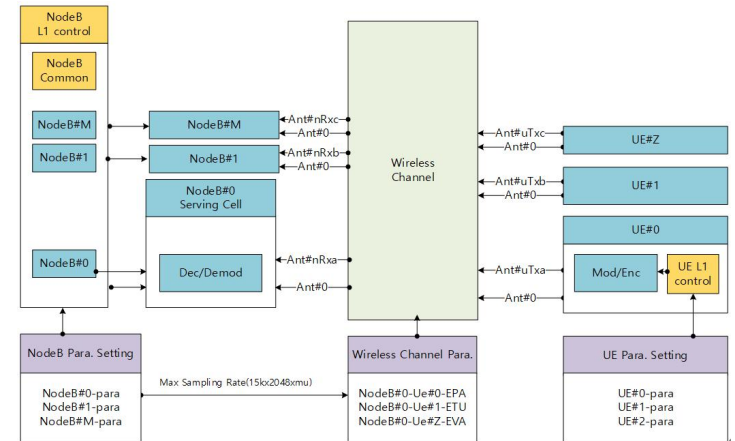 NodeB
L1 control
NodeB
Common
NodeB#M
NodeB#1
NodeB#0
NodeB#M
NodeB#1
NodeB#0
Serving Cell
Dec/Demod
Ant#nRxc
Ant#0
Ant#nRxb
Ant#0
Ant#nRxa
Ant#0
Wireless
Channel
Ant#uTxc
Ant#0
Ant#uTxb
Ant#0
Ant#uTxa
Ant#0
UE#Z
UE#1
UE#0
Mod/Enc
UE L1
control
NodeB Para. Setting
NodeB#0-para
NodeB#1-para
NodeB#M-para
Max Sampling Rate(15kx2048xmu)
Wireless Channel Para.
NodeB#0-Ue#0-EPA
NodeB#0-Ue#1-ETU
NodeB#0-Ue#Z-EVA
UE Para. Setting
UE#0-para
UE#1-para
UE#2-para